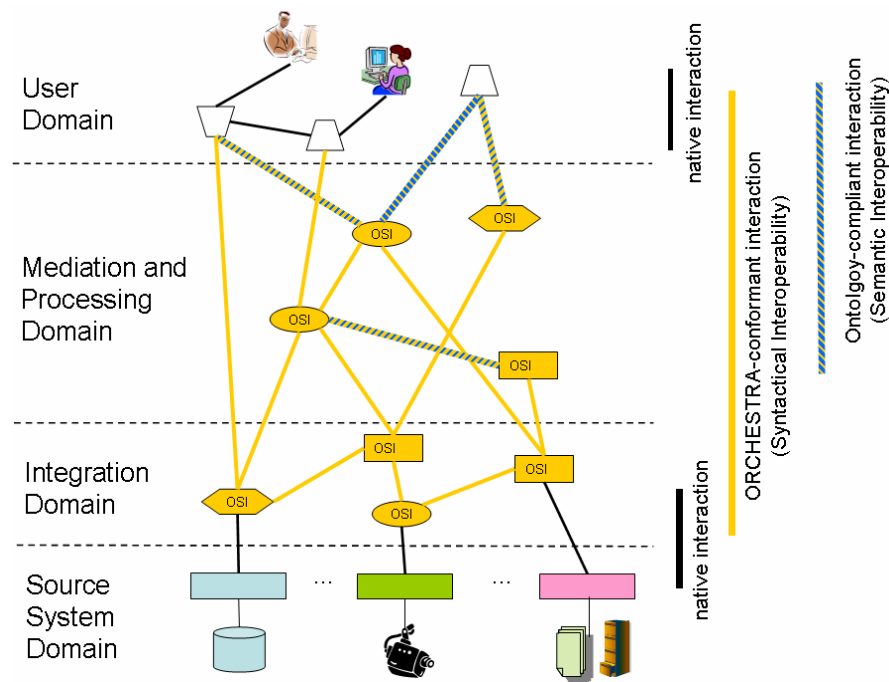 User
Domain
OSI
OSI
Mediation and
Processing
Domain
OSI
OSI
OSI
OSI
Integration
Domain
OSI
OSI
...
...
Source
System
Domain
native interaction
native interaction
ORCHESTRA-conformant interaction
(Syntactical Interoperability)
Ontolgoy-compliant interaction
(Semantic Interoperability)